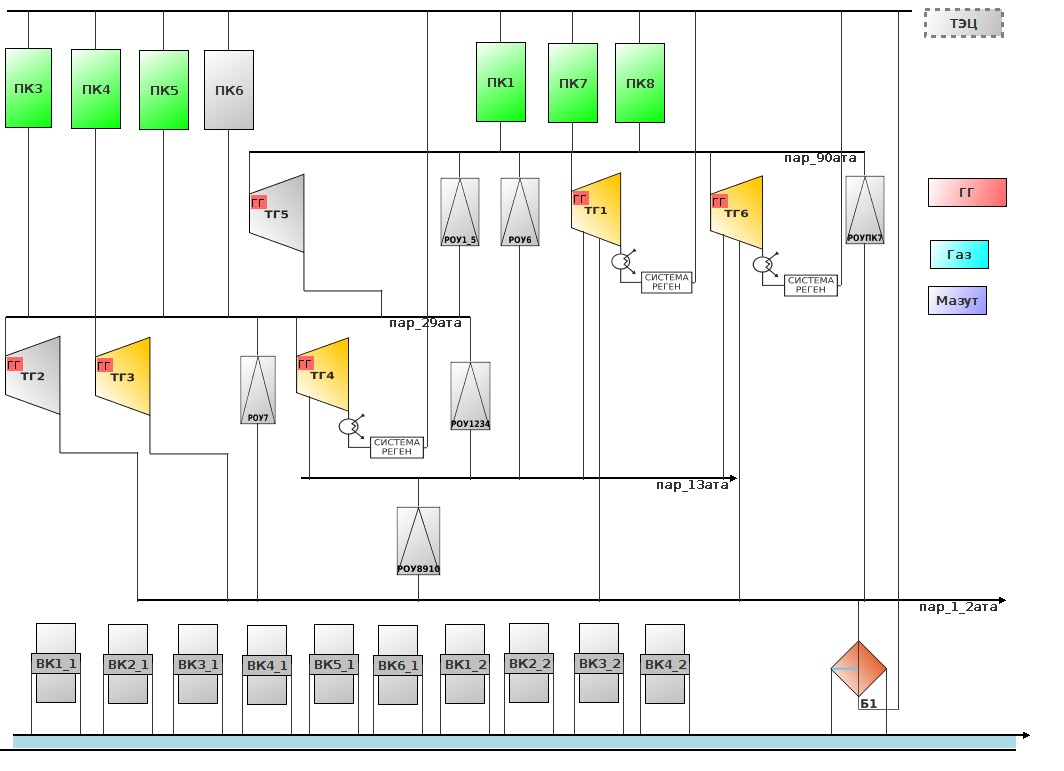 ТЭЦ
ПК3
ПК4
ПК5
ПК6
ПК1
ПК7
ПК8
пар_90ата
ГГ
ГГ
ТГ5
РОУ1_5
РОУ6
ГГ
ТГ1
ГГ
ТГ6
РОУПК7
Газ
СИСТЕМА
РЕГЕН
СИСТЕМА
РЕГЕН
Мазут
пар_29ата
ГГ
ТГ2
ГГ
ТГ3
РОУ7
ГГ
ТГ4
РОУ1234
СИСТЕМА
РЕГЕН
пар_13ата
РОУ8910
пар_1_2ата
ВК1_1
ВК2_1
ВК3_1
ВК4_1
ВК5_1
ВК6_1
ВК1_2
ВК2_2
ВК3_2
ВК4_2
Б1